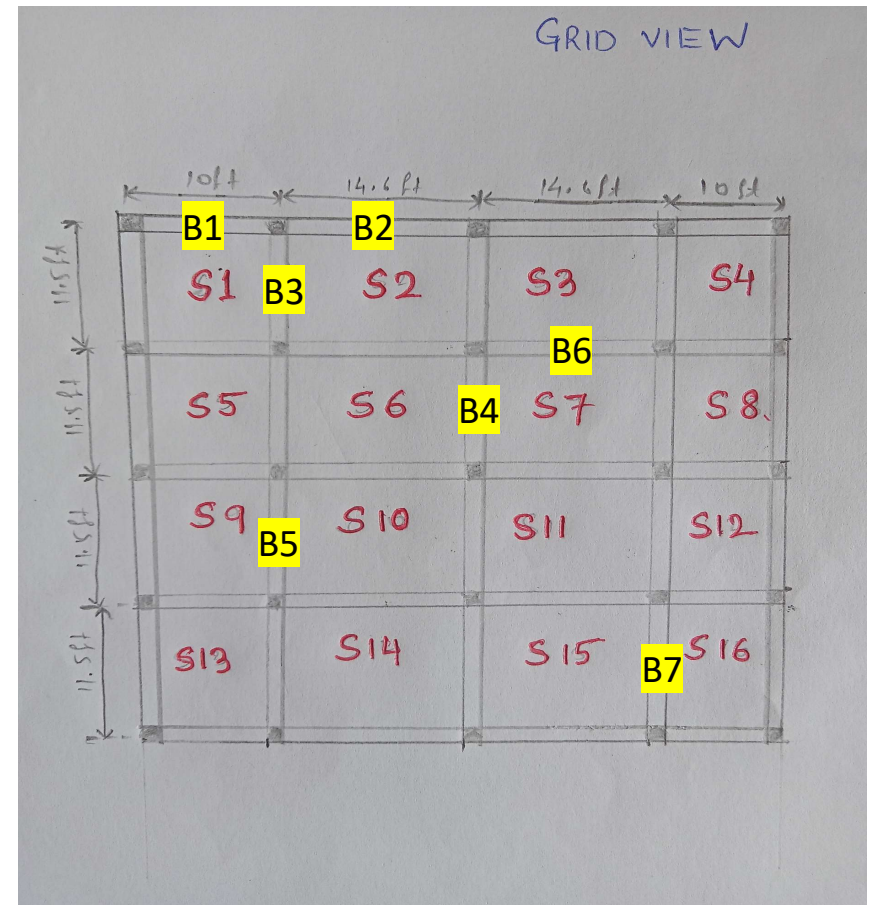 GRID VIEW
10ft 14.6 ft 14.6ft 10ft
B1 B2
11.5ft S1 B3 S2 S3 S4
B6
11.5ft S5 S6 B4 S7 S8.
11.5ft S9 B5 S10 S11 S12
11.5ft S13 S14 S15 B7 S16